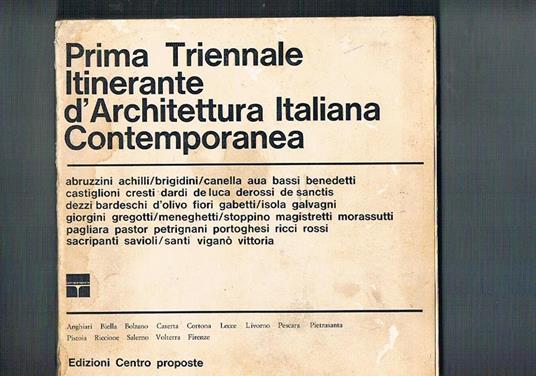 Prima Triennale
Itinerante
d'Architettura Italiana
Contemporanea
abruzzini achilli/brigidini/canella aua bassi benedetti
castiglioni cresti dardi de luca derossi de sanctis
dezzi bardeschi d'olivo fiori gabetti/isola galvagni
giorgini gregotti/meneghetti/stoppino magistretti morassutti
pagliara pastor petrignani portoghesi ricci rossi
sacripanti savioli/santi viganò vittoria
Anghiari Biella Bolzano Caserta Cortona Lecce Livorno Pescara Pietrasanta
Pistoia Riccione Salerno Volterra Firenze
Edizioni Centro proposte